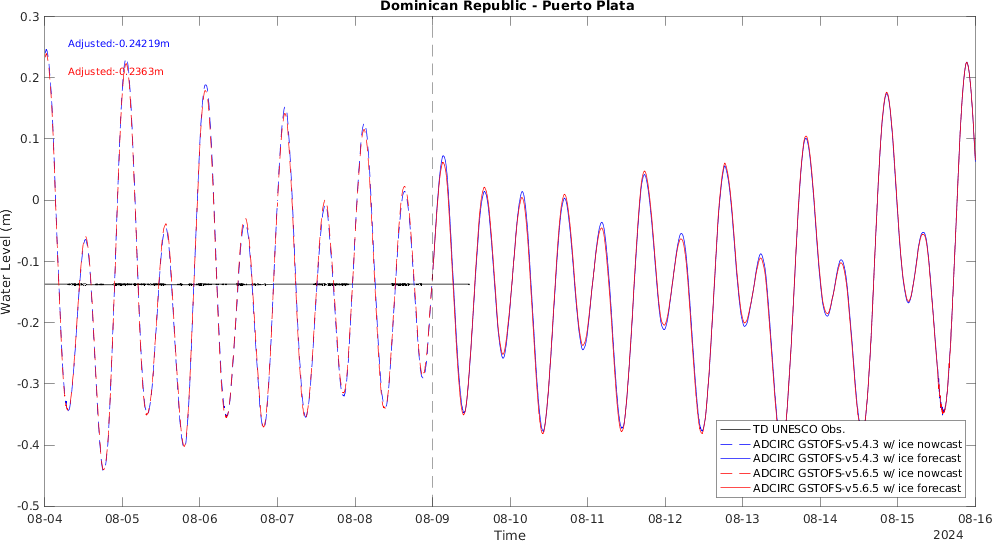 Dominican Republic - Puerto Plata
Adjusted:-0.24219m
Adjusted:-0.2363m
0.3
0.2
0.1
0
-0.1
-0.2
-0.3
-0.4
-0.5
Water Level (m)
TD UNESCO Obs.
ADCIRC GSTOFS-v5.4.3 w/ ice nowcast
ADCIRC GSTOFS-v5.4.3 w/ ice forecast
ADCIRC GSTOFS-v5.6.5 w/ ice nowcast
ADCIRC GSTOFS-v5.6.5 w/ ice forecast
08-04 08-05 08-06 08-07 08-08 08-09 08-10 08-11 08-12 08-13 08-14 08-15 08-16
Time
2024